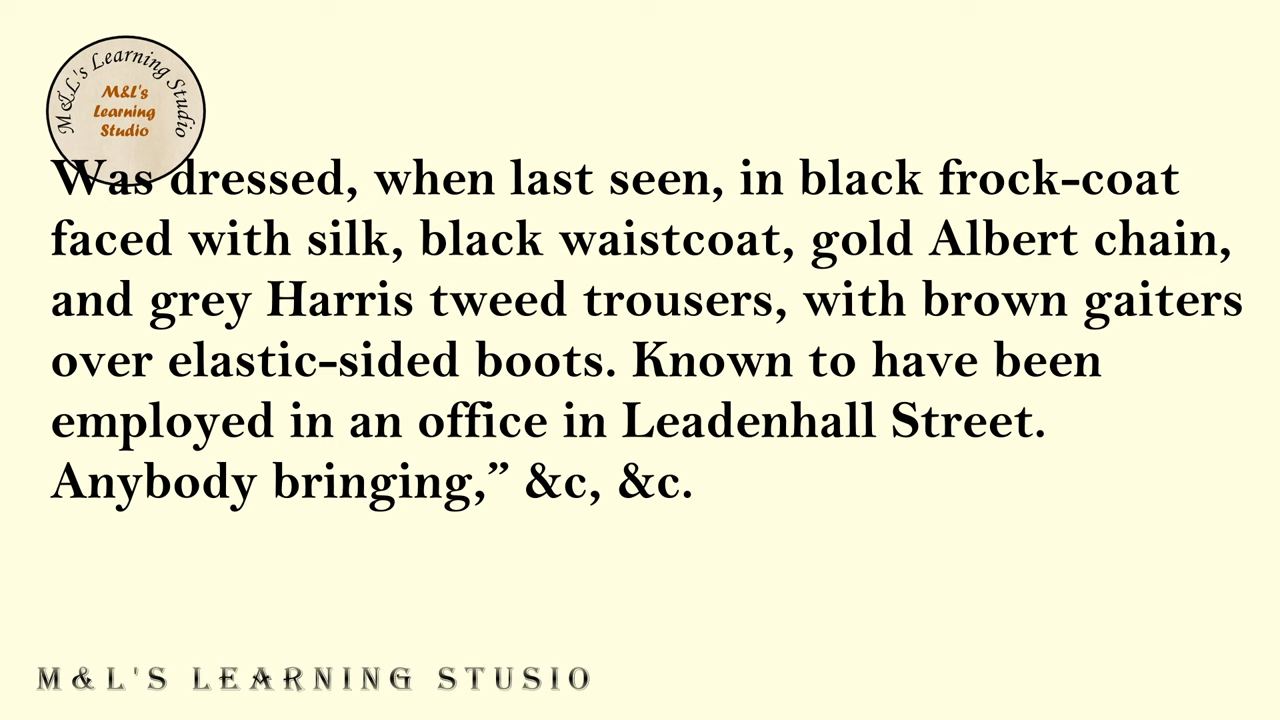 M&L's Learning Studio
M&L's
Learning
Studio
Was dressed, when last seen, in black frock-coat
faced with silk, black waistcoat, gold Albert chain,
and grey Harris tweed trousers, with brown gaiters
over elastic-sided boots. Known to have been
employed in an office in Leadenhall Street.
Anybody bringing,” &c, &c.
M&L'S LEARNING STUSIO